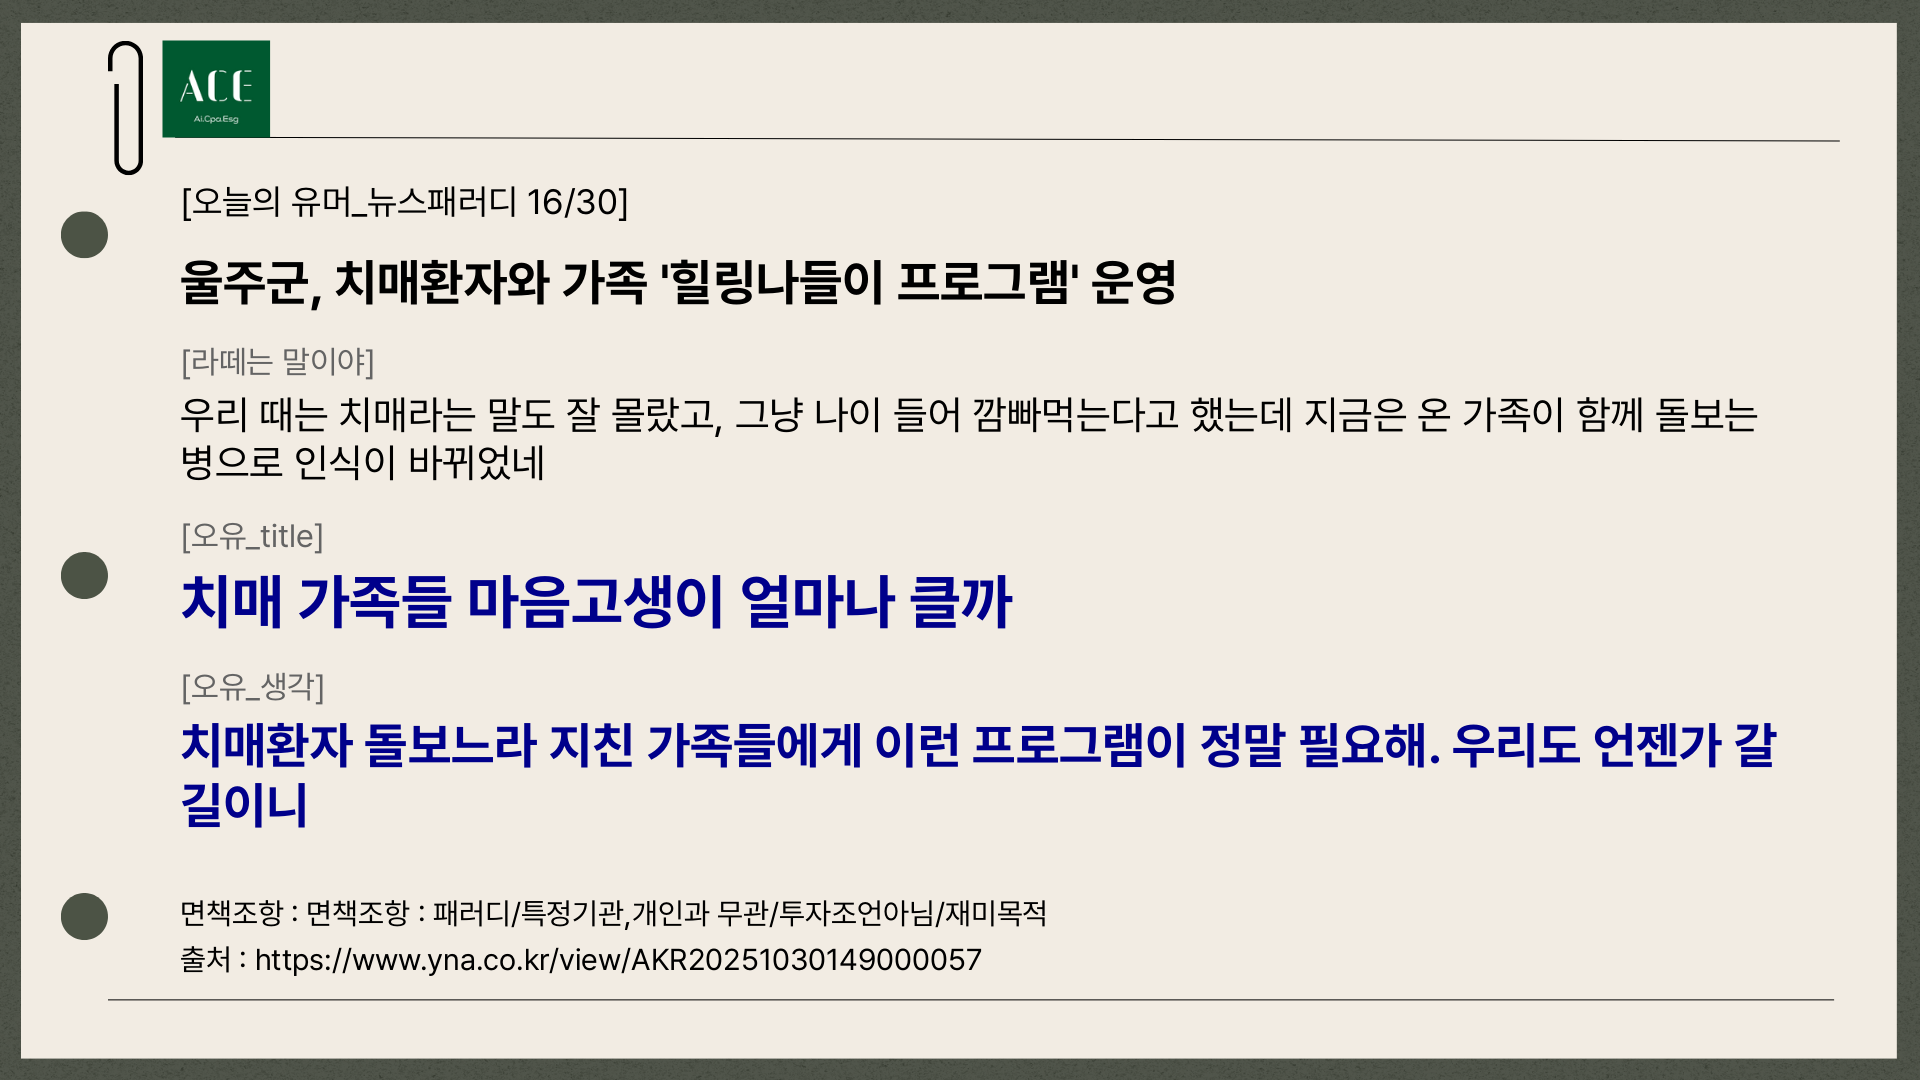 ACE
Ai.Cpa.Esg
[오늘의 유머_뉴스패러디 16/30]
울주군, 치매환자와 가족 '힐링나들이 프로그램' 운영
[라떼는 말이야]
우리 때는 치매라는 말도 잘 몰랐고, 그냥 나이 들어 깜빠먹는다고 했는데 지금은 온 가족이 함께 돌보는
병으로 인식이 바뀌었네
[오유_title]
치매 가족들 마음고생이 얼마나 클까
[오유_생각]
치매환자 돌보느라 지친 가족들에게 이런 프로그램이 정말 필요해. 우리도 언젠가 갈
길이니
면책조항 : 면책조항 : 패러디/특정기관,개인과 무관/투자조언아님/재미목적
출처 : https://www.yna.co.kr/view/AKR20251030149000057